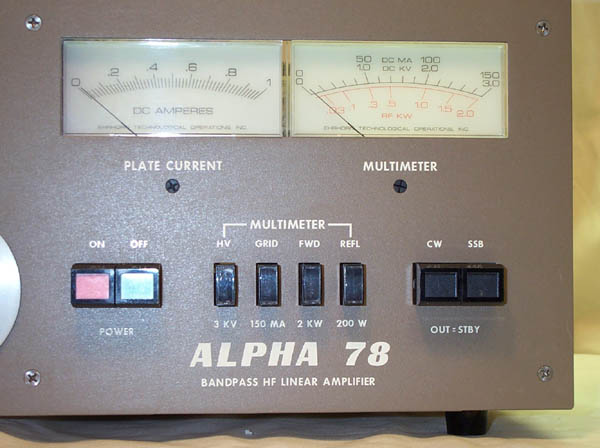 0 .2 .4 .6 .8 1
DC AMPERES
EHRHORN TECHNOLOGICAL OPERATIONS INC.
50 DC MA 100 150
1.0 DC KV 2.0 3.0
0
0
.1 .3 .5 1.0 1.5 2.0
RF KW
EHRHORN TECHNOLOGICAL OPERATIONS, INC.
PLATE CURRENT
MULTIMETER
MULTIMETER
ON OFF
HV GRID FWD REFL
CW SSB
POWER
3 KV 150 MA 2 KW 200 W
OUT = STBY
ALPHA 78
BANDPASS HF LINEAR AMPLIFIER